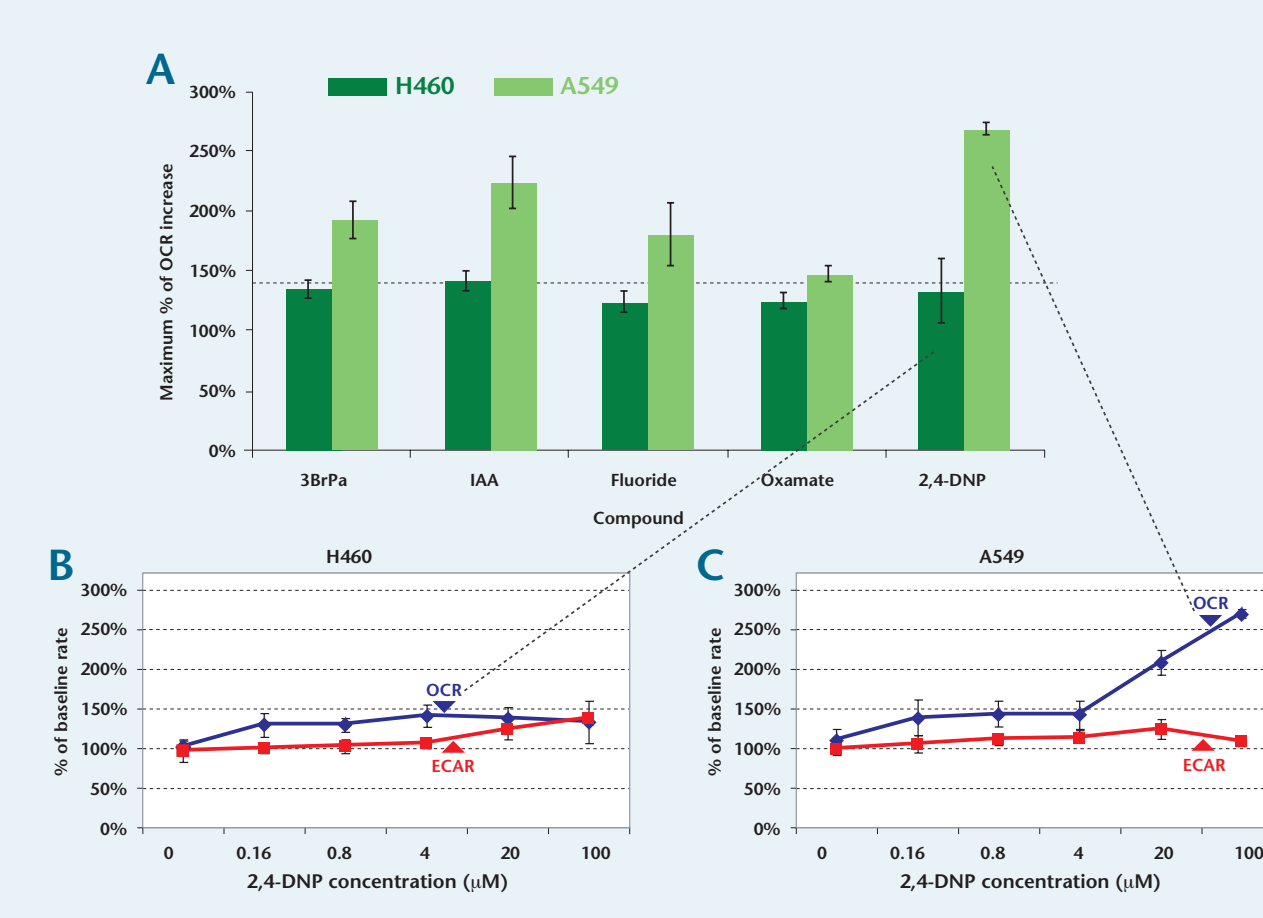 A
H460 A549
300%
250%
200%
150%
100%
50%
0%
Maximum % of OCR increase
3BrPa IAA Fluoride Oxamate 2,4-DNP
Compound
B
H460
300%
250%
200%
150%
100%
50%
0%
% of baseline rate
OCR
ECAR
0 0.16 0.8 4 20 100
2,4-DNP concentration (μM)
C
A549
300%
250%
200%
150%
100%
50%
0%
% of baseline rate
OCR
ECAR
0 0.16 0.8 4 20 100
2,4-DNP concentration (μM)